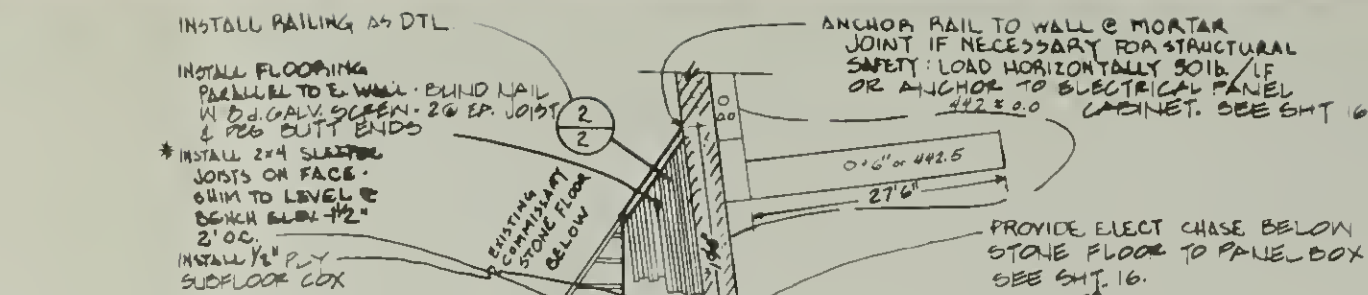 INSTALL RAILING AS DTL
INSTALL FLOORING
PARALLEL TO E. WALL. BLIND NAIL
W 8d. GALV. SCREW. 2@ EA. JOIST
& PEG BUTT ENDS
* INSTALL 2x4 SLEEPER
JOISTS ON FACE.
SHIM TO LEVEL @
BENCH ELEV. -1½"
2' O.C.
INSTALL ½" PLY
SUBFLOOR CDX
2
2
EXISTING
COMMISSARY
STONE FLOOR
BELOW
ANCHOR RAIL TO WALL @ MORTAR
JOINT IF NECESSARY FOR STRUCTURAL
SAFETY: LOAD HORIZONTALLY 50lb./LF
OR ANCHOR TO ELECTRICAL PANEL
442 ± 0.0 CABINET. SEE SHT 16
0+6" or 442.5
27'6"
PROVIDE ELECT CHASE BELOW
STONE FLOOR TO PANEL BOX
SEE SHT. 16.